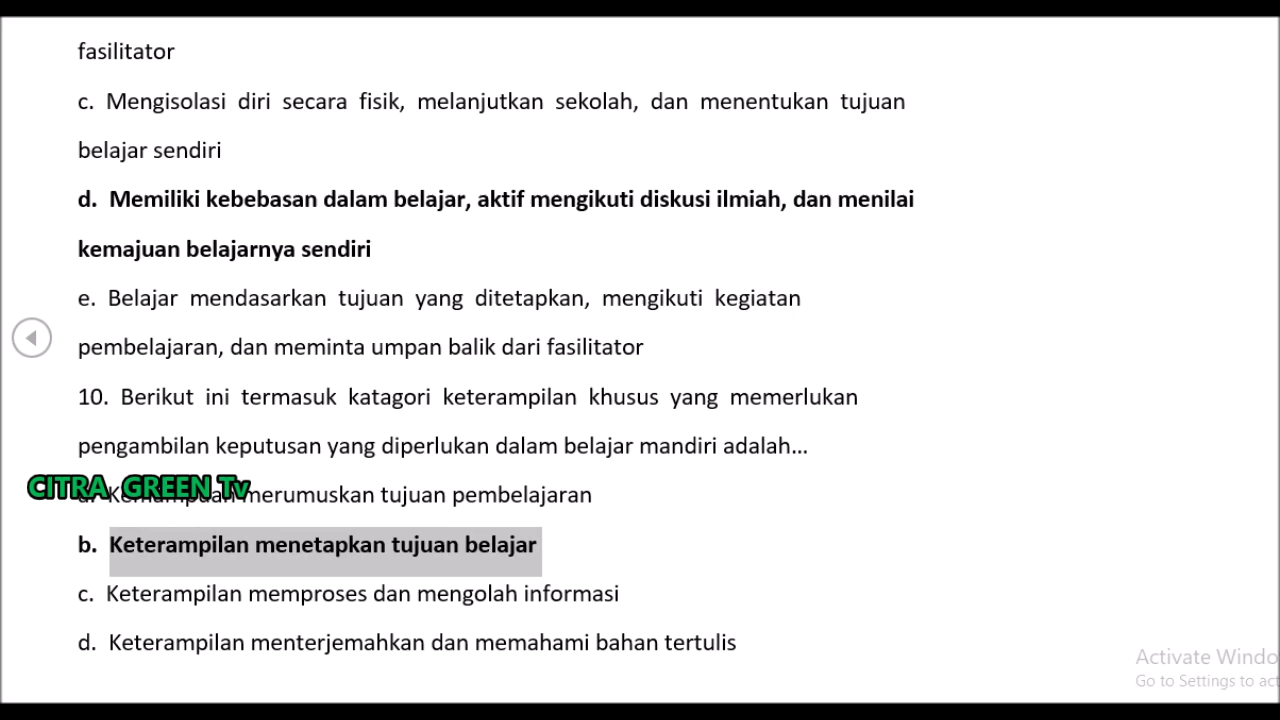 fasilitator
c. Mengisolasi diri secara fisik, melanjutkan sekolah, dan menentukan tujuan
belajar sendiri
d. Memiliki kebebasan dalam belajar, aktif mengikuti diskusi ilmiah, dan menilai
kemajuan belajarnya sendiri
e. Belajar mendasarkan tujuan yang ditetapkan, mengikuti kegiatan
pembelajaran, dan meminta umpan balik dari fasilitator
10. Berikut ini termasuk katagori keterampilan khusus yang memerlukan
pengambilan keputusan yang diperlukan dalam belajar mandiri adalah...
CITRA GREEN Tv
a. Kemampuan merumuskan tujuan pembelajaran
b. Keterampilan menetapkan tujuan belajar
c. Keterampilan memproses dan mengolah informasi
d. Keterampilan menterjemahkan dan memahami bahan tertulis
Activate Windo
Go to Settings to act